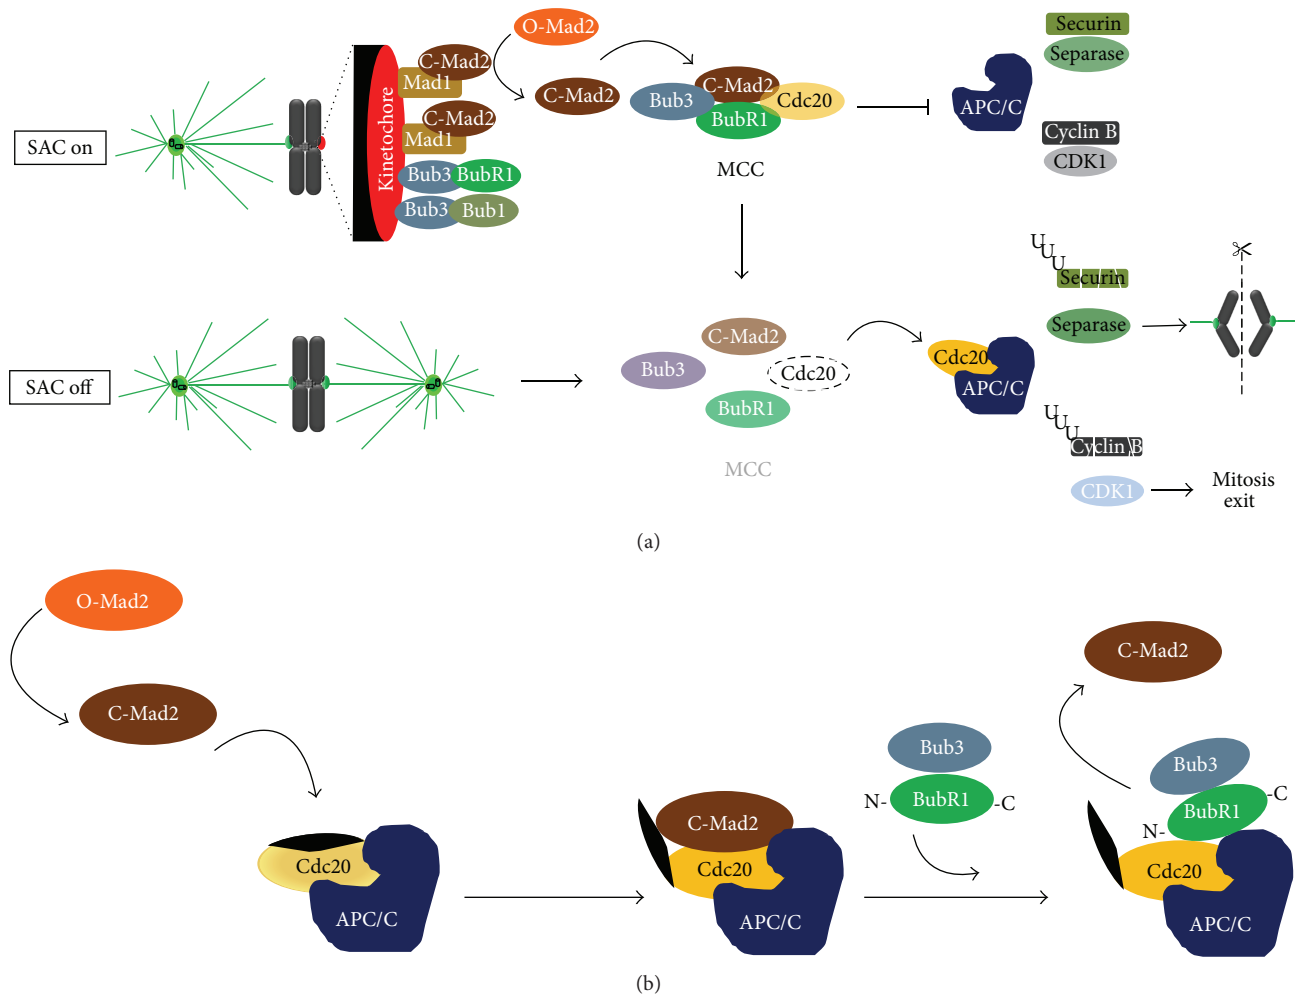 SAC on
Kinetochore
C-Mad2
Mad1
C-Mad2
Mad1
Bub3 BubR1
Bub3 Bub1
O-Mad2
C-Mad2
C-Mad2
Bub3
Cdc20
BubR1
MCC
APC/C
Securin
Separase
Cyclin B
CDK1
SAC off
C-Mad2
Bub3
Cdc20
BubR1
MCC
Cdc20
APC/C
U
U
U
Securin
Separase
U
U
U
Cyclin B
CDK1
Mitosis
exit
(a)
O-Mad2
C-Mad2
Cdc20
APC/C
C-Mad2
Cdc20
APC/C
Bub3
N- BubR1 -C
C-Mad2
Bub3
BubR1 -C
N-
Cdc20
APC/C
(b)